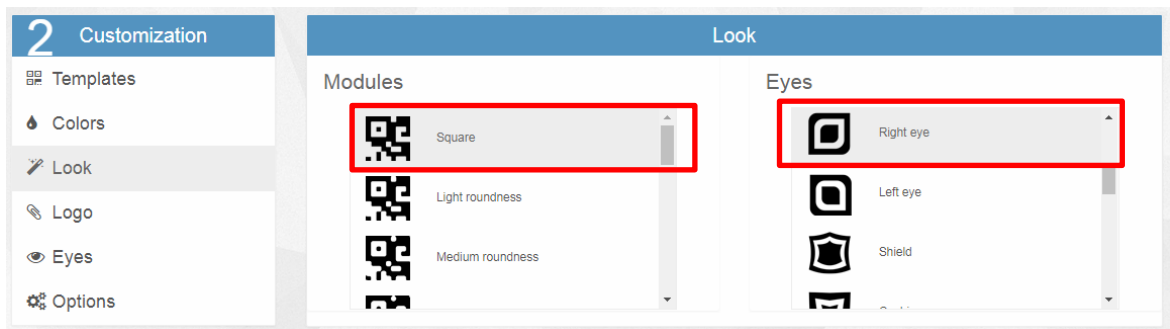 2 Customization
Templates
Colors
Look
Logo
Eyes
Options
Look
Modules
Square
Light roundness
Medium roundness
Eyes
Right eye
Left eye
Shield